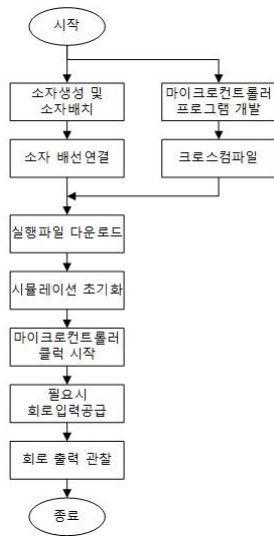 시작
소자생성 및
소자배치
마이크로컨트롤러
프로그램 개발
소자 배선연결
크로스컴파일
실행파일 다운로드
시뮬레이션 초기화
마이크로컨트롤러
클럭 시작
필요시
회로입력공급
회로 출력 관찰
종료